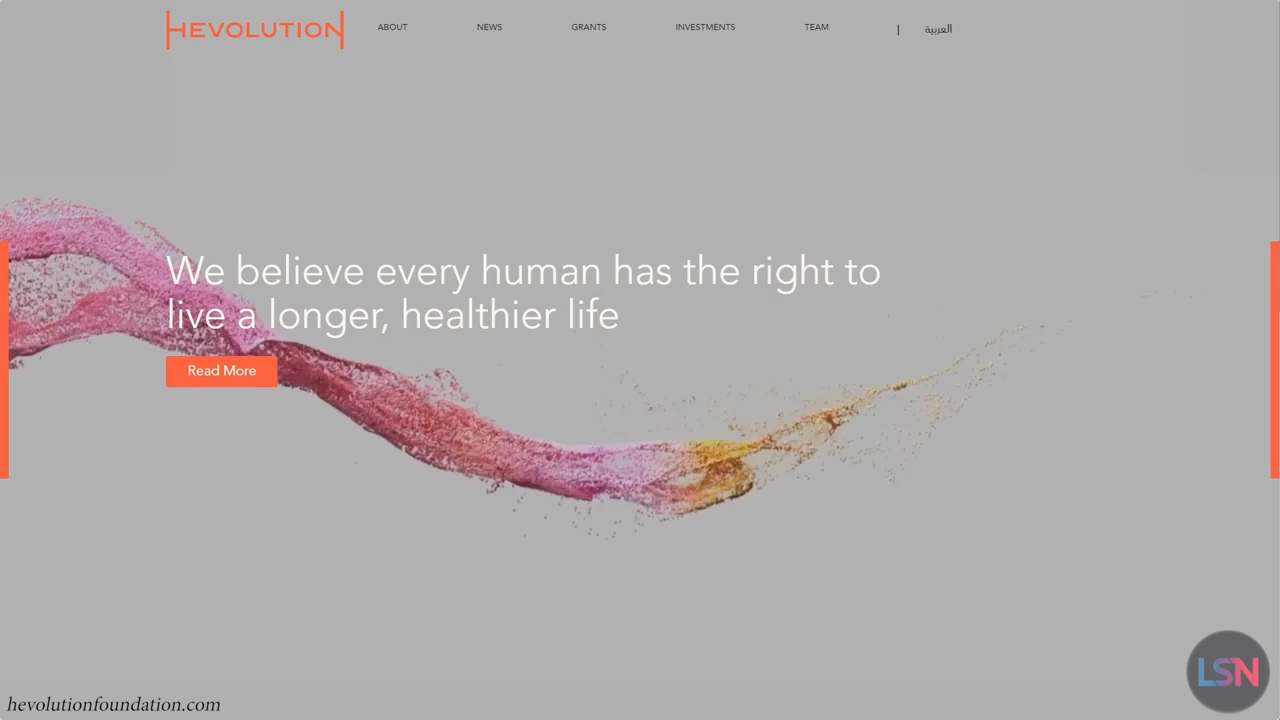 HEVOLUTION
ABOUT NEWS GRANTS INVESTMENTS TEAM | العربية
We believe every human has the right to
live a longer, healthier life
Read More
hevolutionfoundation.com
LSN